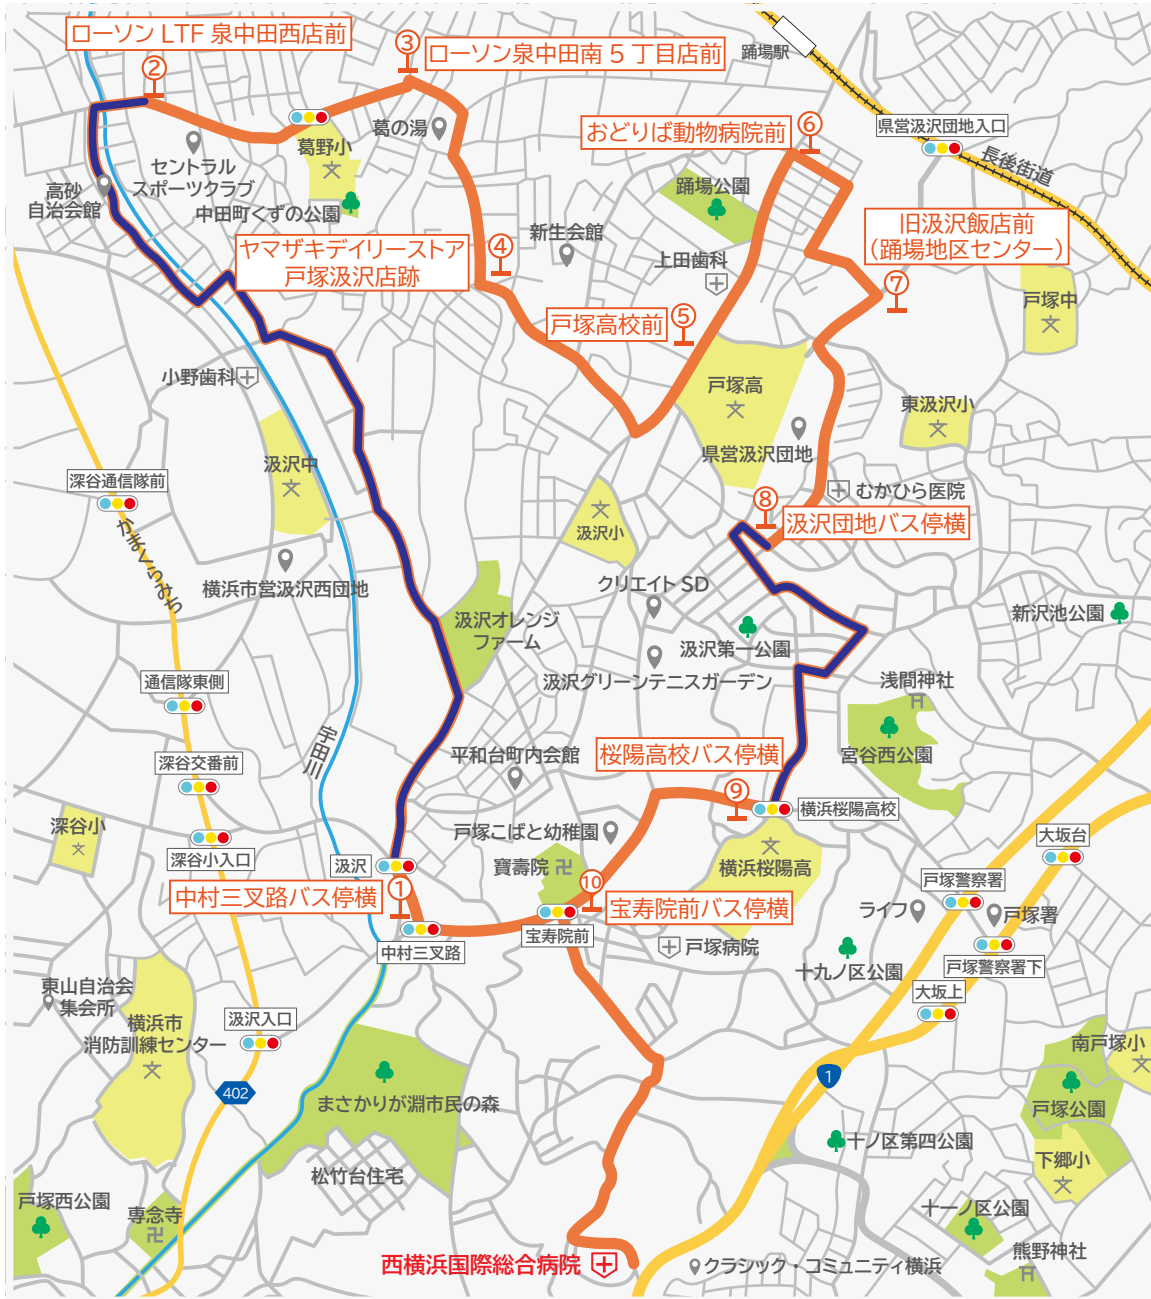 ローソン LTF 泉中田西店前
②
③
ローソン泉中田南 5 丁目店前
踊場駅
葛の湯
葛野小
セントラル
スポーツクラブ
高砂
自治会館
中田町くずの公園
おどりば動物病院前
⑥
県営汲沢団地入口
長後街道
踊場公園
旧汲沢飯店前
（踊場地区センター）
⑦
ヤマザキデイリーストア
戸塚汲沢店跡
④
新生会館
上田歯科
戸塚高校前
⑤
戸塚中
小野歯科
戸塚高
東汲沢小
県営汲沢団地
汲沢中
深谷通信隊前
かまくらみち
むかひら医院
⑧
汲沢団地バス停横
汲沢小
横浜市営汲沢西団地
クリエイト SD
汲沢オレンジ
ファーム
新沢池公園
汲沢第一公園
汲沢グリーンテニスガーデン
浅間神社
通信隊東側
宇田川
平和台町内会館
桜陽高校バス停横
宮谷西公園
深谷交番前
⑨
横浜桜陽高校
深谷小
深谷小入口
戸塚こばと幼稚園
大坂台
汲沢
寶壽院
横浜桜陽高
中村三叉路バス停横
①
⑩
宝寿院前バス停横
戸塚警察署
ライフ
戸塚署
宝寿院前
中村三叉路
戸塚病院
十九ノ区公園
戸塚警察署下
東山自治会
集会所
大坂上
横浜市
消防訓練センター
汲沢入口
南戸塚小
402
1
まさかりが淵市民の森
戸塚公園
十ノ区第四公園
下郷小
松竹台住宅
戸塚西公園
専念寺
十一ノ区公園
西横浜国際総合病院
クラシック・コミュニティ横浜
熊野神社